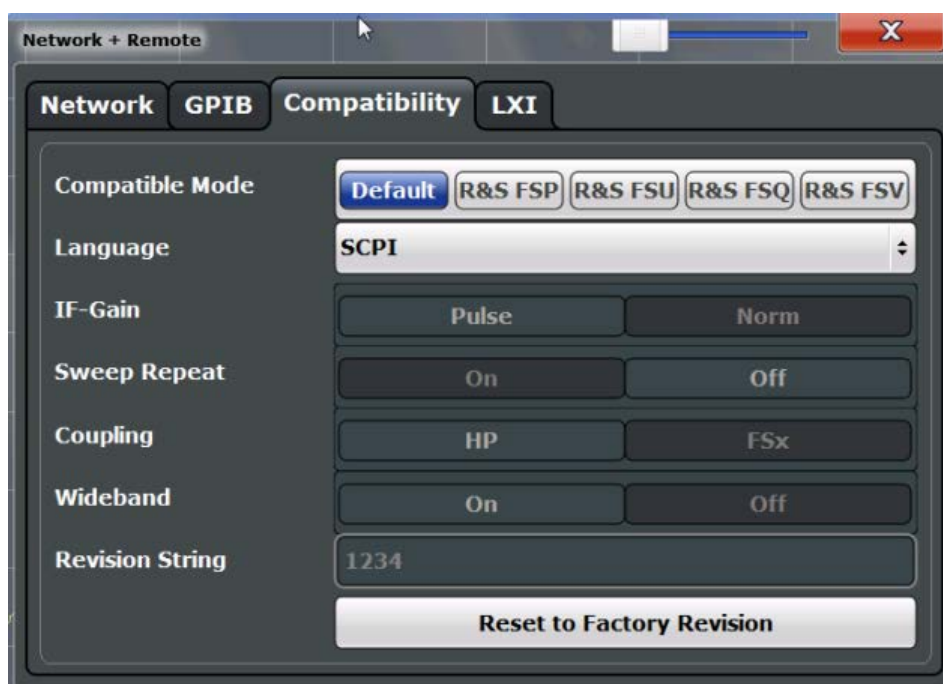 Network + Remote
Network GPIB Compatibility LXI
Compatible Mode Default R&S FSP R&S FSU R&S FSQ R&S FSV
Language SCPI
IF-Gain Pulse Norm
Sweep Repeat On Off
Coupling HP FSx
Wideband On Off
Revision String 1234
Reset to Factory Revision